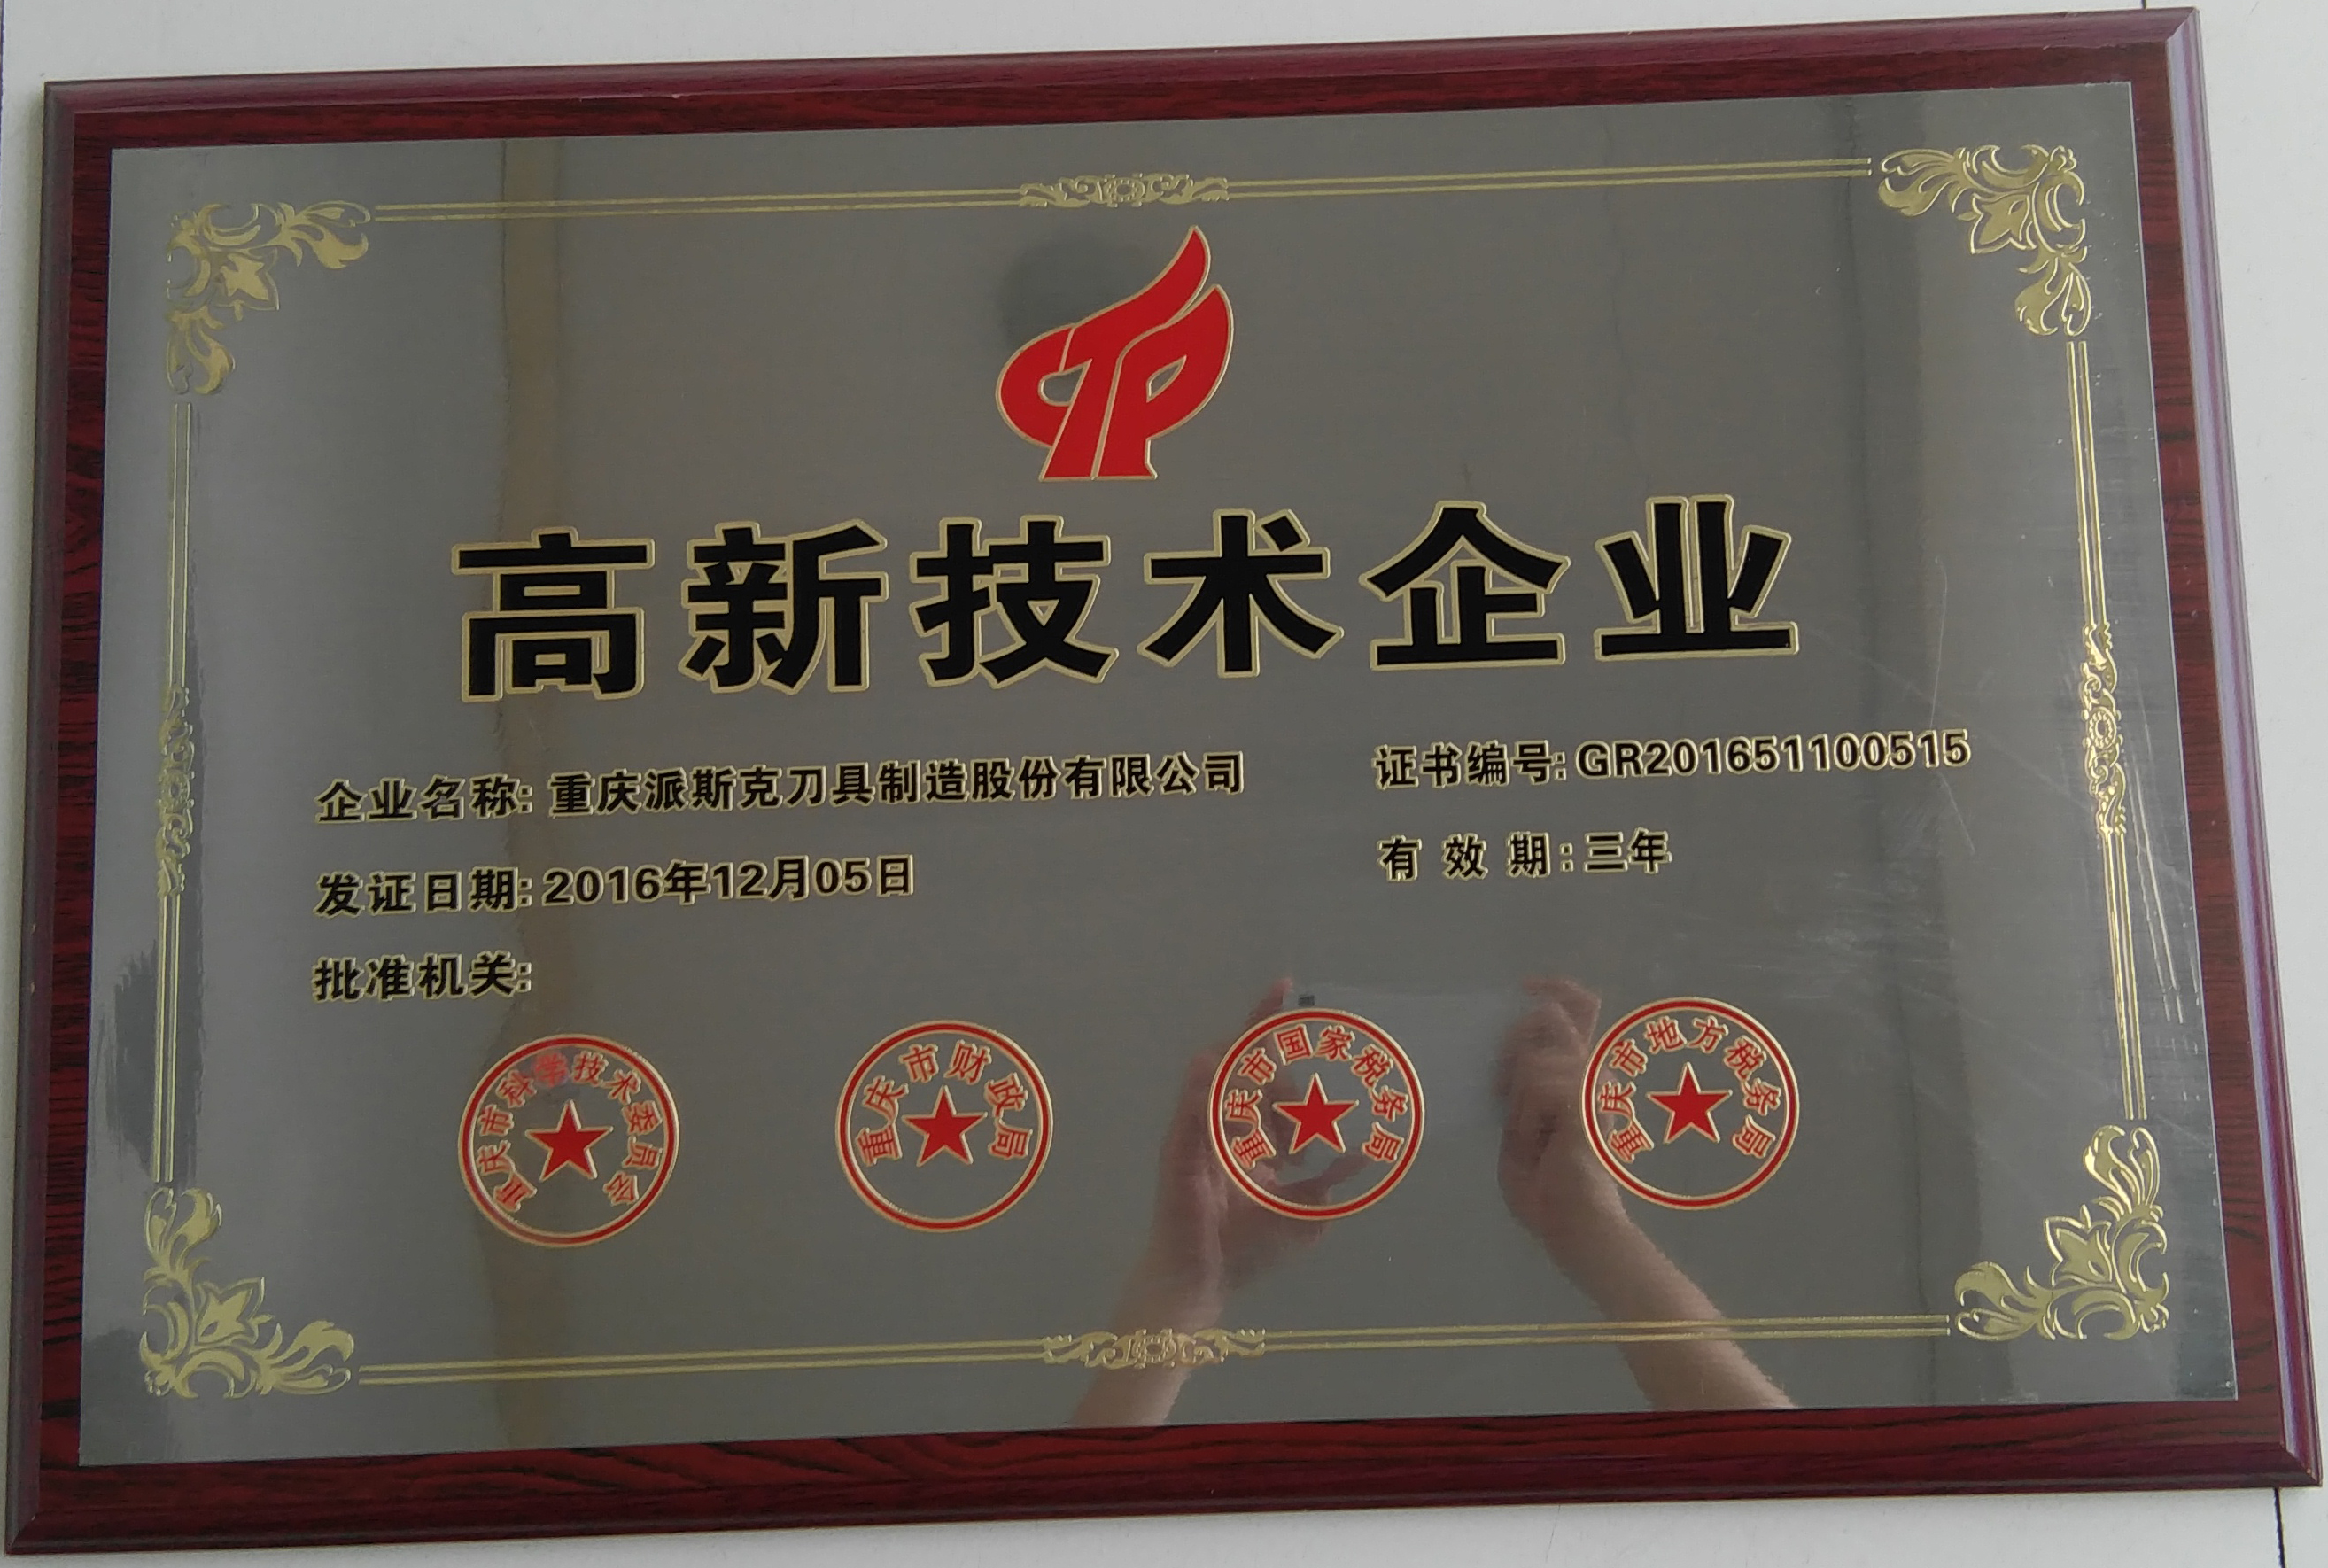 高新技术企业
企业名称: 重庆派斯克刀具制造股份有限公司
证书编号: GR201651100515
发证日期: 2016年12月05日
有 效 期: 三年
批准机关:
庆市科学技术委员会
重庆市财政局
重庆市国家税务局
重庆市地方税务局